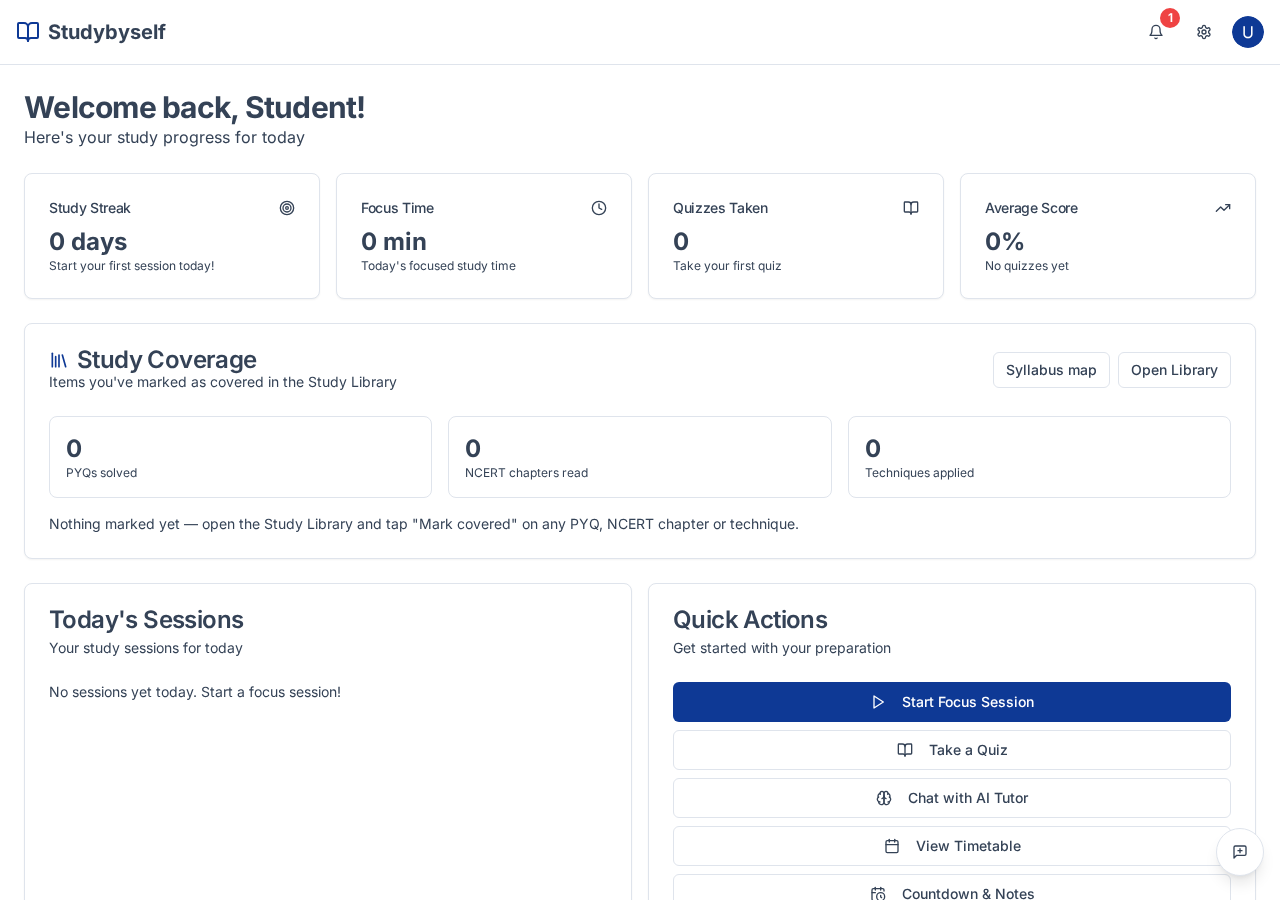 Studybyself
1
U
Welcome back, Student!
Here's your study progress for today
Study Streak
0 days
Start your first session today!
Focus Time
0 min
Today's focused study time
Quizzes Taken
0
Take your first quiz
Average Score
0%
No quizzes yet
Study Coverage
Items you've marked as covered in the Study Library
Syllabus map
Open Library
0
PYQs solved
0
NCERT chapters read
0
Techniques applied
Nothing marked yet — open the Study Library and tap "Mark covered" on any PYQ, NCERT chapter or technique.
Today's Sessions
Your study sessions for today
No sessions yet today. Start a focus session!
Quick Actions
Get started with your preparation
Start Focus Session
Take a Quiz
Chat with AI Tutor
View Timetable
Countdown & Notes